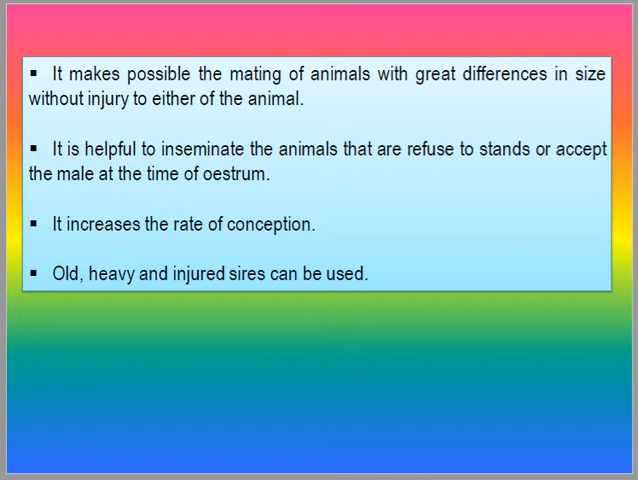 ▪ It makes possible the mating of animals with great differences in size
without injury to either of the animal.
▪ It is helpful to inseminate the animals that are refuse to stands or accept
the male at the time of oestrum.
▪ It increases the rate of conception.
▪ Old, heavy and injured sires can be used.